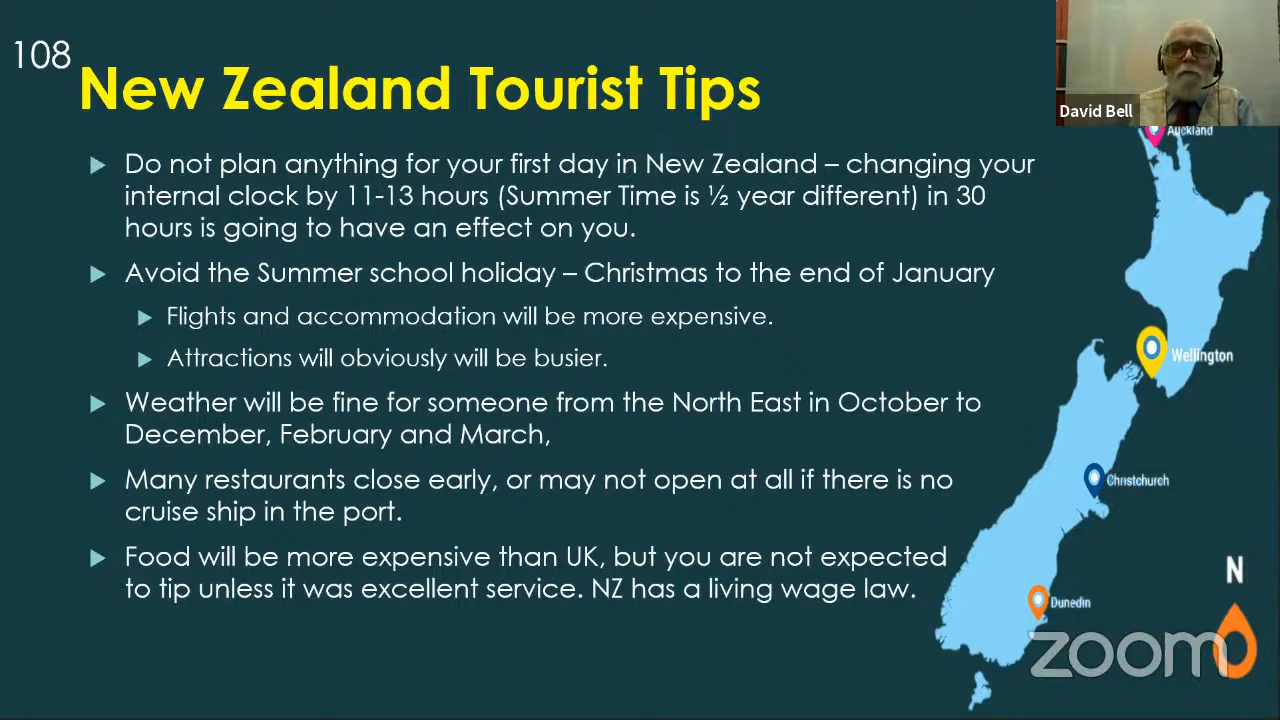 108
New Zealand Tourist Tips
David Bell
Do not plan anything for your first day in New Zealand – changing your
internal clock by 11-13 hours (Summer Time is ½ year different) in 30
hours is going to have an effect on you.
Avoid the Summer school holiday – Christmas to the end of January
Flights and accommodation will be more expensive.
Attractions will obviously will be busier.
Weather will be fine for someone from the North East in October to
December, February and March,
Many restaurants close early, or may not open at all if there is no
cruise ship in the port.
Food will be more expensive than UK, but you are not expected
to tip unless it was excellent service. NZ has a living wage law.
Auckland
Wellington
Christchurch
Dunedin
N
zoom